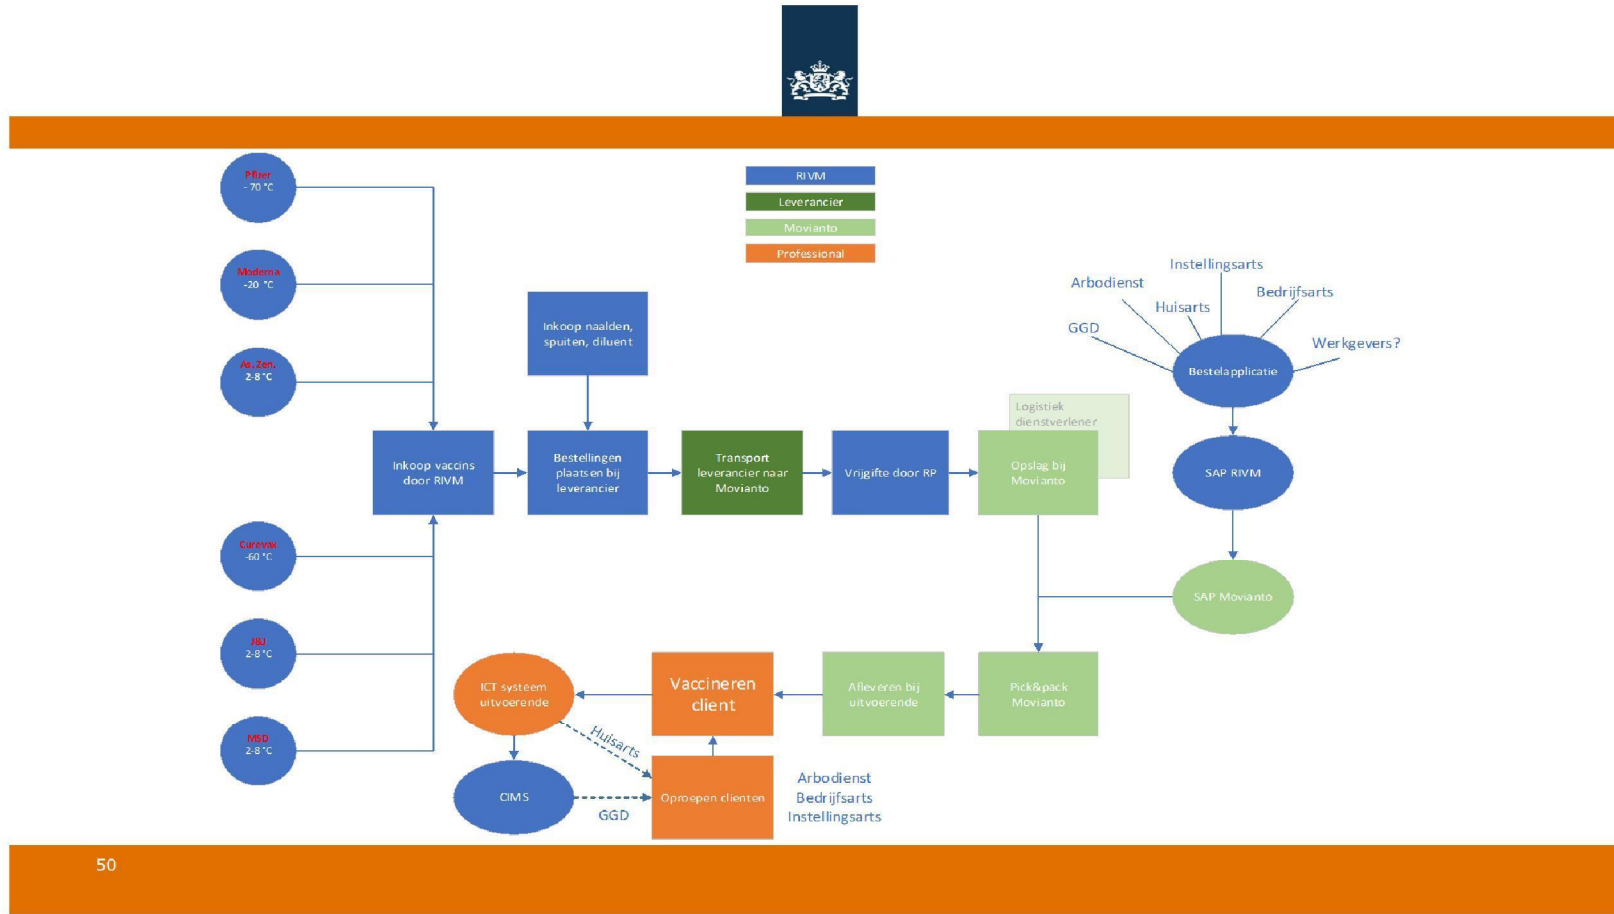 Pfizer
- 70 °C
Moderna
-20 °C
As. Zen.
2-8 °C
Curevax
-60 °C
J&J
2-8 °C
MSD
2-8 °C
RIVM
Leverancier
Movianto
Professional
Inkoop naalden,
spuiten, diluent
Inkoop vaccins
door RIVM
Bestellingen
plaatsen bij
leverancier
Transport
leverancier naar
Movianto
Vrijgifte door RP
Logistiek
dienstverlener
Opslag bij
Movianto
Instellingsarts
Arbodienst
Bedrijfsarts
Huisarts
GGD
Werkgevers?
Bestelapplicatie
SAP RIVM
SAP Movianto
Pick&pack
Movianto
Afleveren bij
uitvoerende
Vaccineren
client
ICT systeem
uitvoerende
Huisarts
CIMS
GGD
Oproepen clienten
Arbodienst
Bedrijfsarts
Instellingsarts
50